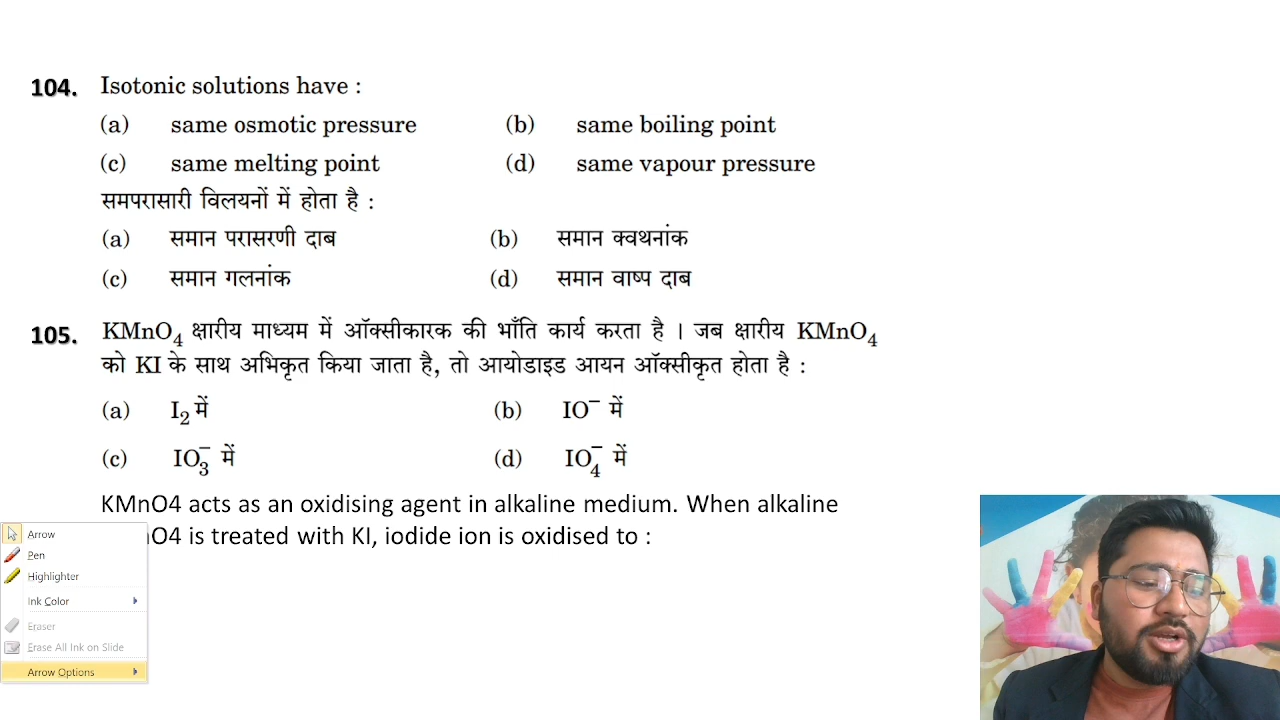 104. Isotonic solutions have :
(a) same osmotic pressure (b) same boiling point
(c) same melting point (d) same vapour pressure
समपरासारी विलयनों में होता है :
(a) समान परासरणी दाब (b) समान क्वथनांक
(c) समान गलनांक (d) समान वाष्प दाब
105. KMnO₄ क्षारीय माध्यम में ऑक्सीकारक की भाँति कार्य करता है । जब क्षारीय KMnO₄
को KI के साथ अभिकृत किया जाता है, तो आयोडाइड आयन ऑक्सीकृत होता है :
(a) I₂ में (b) IO⁻ में
(c) IO₃⁻ में (d) IO₄⁻ में
KMnO4 acts as an oxidising agent in alkaline medium. When alkaline
O4 is treated with KI, iodide ion is oxidised to :
Arrow
Pen
Highlighter
Ink Color
Eraser
Erase All Ink on Slide
Arrow Options